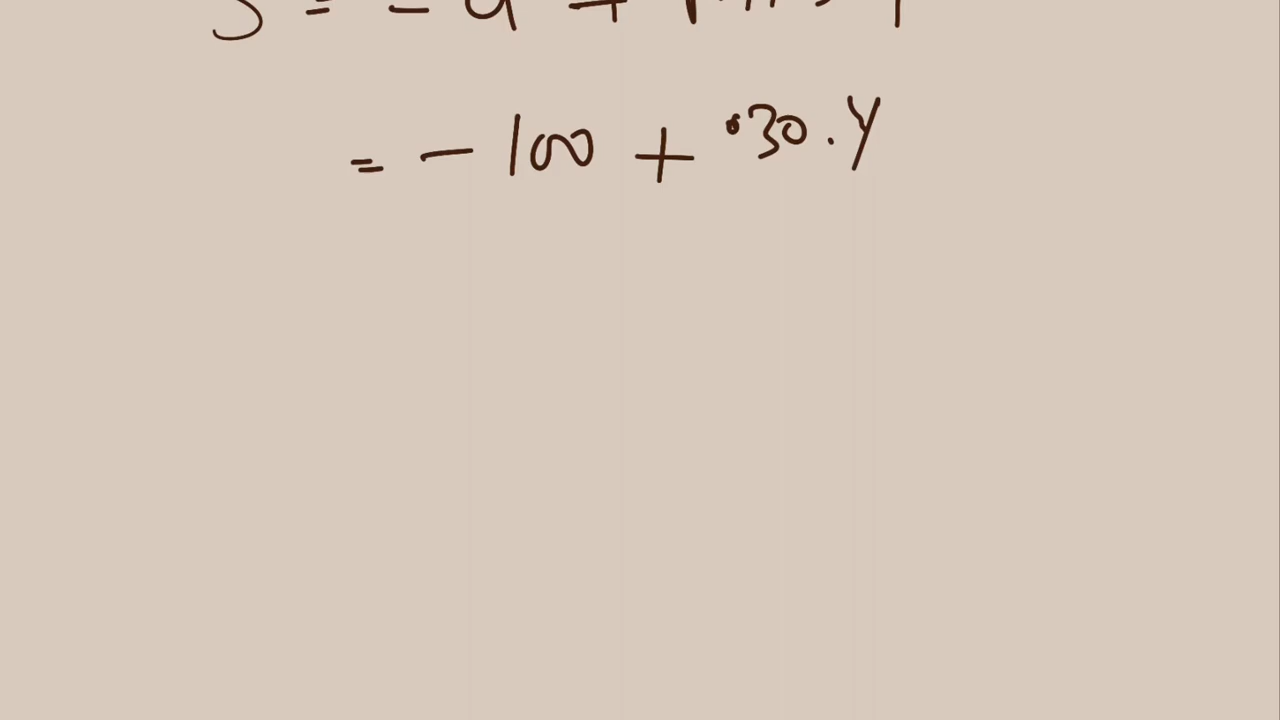 S = - a +
= - 100 + .30 . Y